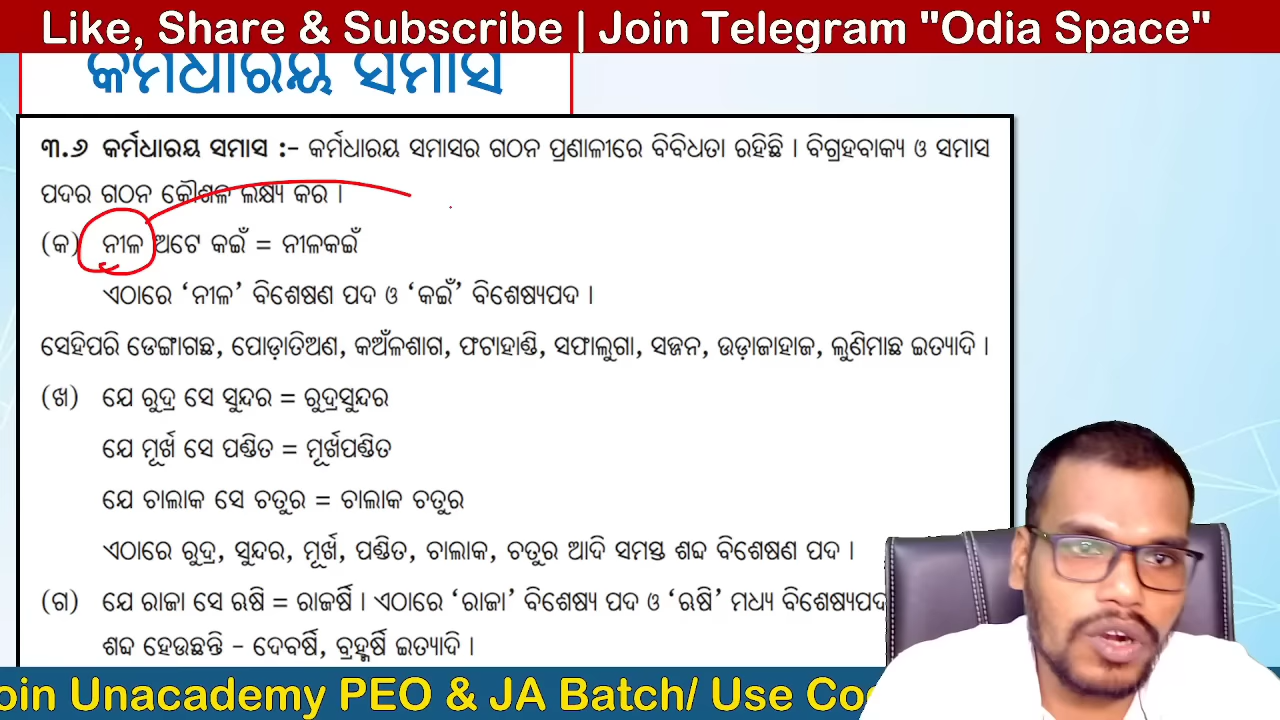 Like, Share & Subscribe | Join Telegram "Odia Space"
କର୍ମଧାରୟ ସମାସ
୩.୬ କର୍ମଧାରୟ ସମାସ :- କର୍ମଧାରୟ ସମାସର ଗଠନ ପ୍ରଣାଳୀରେ ବିବିଧତା ରହିଛି । ବିଗ୍ରହବାକ୍ୟ ଓ ସମାସ
ପଦର ଗଠନ କୌଶଳ ଲକ୍ଷ୍ୟ କର ।
(କ) ନୀଳ ଅଟେ କଇଁ = ନୀଳକଇଁ
ଏଠାରେ ‘ନୀଳ’ ବିଶେଷଣ ପଦ ଓ ‘କଇଁ’ ବିଶେଷ୍ୟପଦ ।
ସେହିପରି ଡେଙ୍ଗାଗଛ, ପୋଡ଼ାତିଅଣ, କଅଁଳଶାଗ, ଫଟାହାଣ୍ଡି, ସଫାଲୁଗା, ସଜ୍ଜନ, ଉଡ଼ାଜାହାଜ, ଲୁଣିମାଛ ଇତ୍ୟାଦି ।
(ଖ) ଯେ ରୁଦ୍ର ସେ ସୁନ୍ଦର = ରୁଦ୍ରସୁନ୍ଦର
ଯେ ମୂର୍ଖ ସେ ପଣ୍ଡିତ = ମୂର୍ଖପଣ୍ଡିତ
ଯେ ଚାଲାକ ସେ ଚତୁର = ଚାଲାକ ଚତୁର
ଏଠାରେ ରୁଦ୍ର, ସୁନ୍ଦର, ମୂର୍ଖ, ପଣ୍ଡିତ, ଚାଲାକ, ଚତୁର ଆଦି ସମସ୍ତ ଶବ୍ଦ ବିଶେଷଣ ପଦ ।
(ଗ) ଯେ ରାଜା ସେ ଋଷି = ରାଜର୍ଷି । ଏଠାରେ ‘ରାଜା’ ବିଶେଷ୍ୟ ପଦ ଓ ‘ଋଷି’ ମଧ୍ୟ ବିଶେଷ୍ୟପଦ
ଶବ୍ଦ ହେଉଛନ୍ତି – ଦେବର୍ଷି, ବ୍ରହ୍ମର୍ଷି ଇତ୍ୟାଦି ।
oin Unacademy PEO & JA Batch/ Use Co